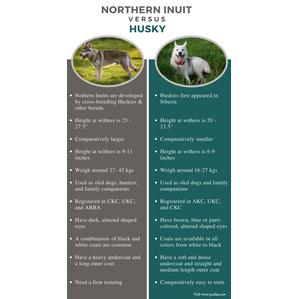 NORTHERN INUIT
VERSUS
HUSKY
Nothern Inuits are developed
by cross-breeding Huskies &
other breeds
Height at withers is 23 -
27.5"
Comparatively larger
Height at withers is 9-11
inches
Weigh around 27- 45 kgs
Used as sled dogs, hunters,
and family companions
Registered in CKC, UKC,
and ARBA
Have dark, almond shaped
eyes
A combination of black and
white coats are common
Have a heavy undercoat and
a long outer coat
Need a firm training
Huskies first appeared in
Siberia
Height at withers is 20 -
23.5"
Comparatively smaller
Height at withers is 6-9
inches
Weigh around 16-27 kgs
Used as sled dogs and family
companions
Registered in AKC, UKC,
and CKC
Have brown, blue or parti-
colored, almond shaped eyes
Coats are available in all
colors from white to black
Have a soft and dense
undercoat and straight and
medium length outer coat
Comparatively easy to train